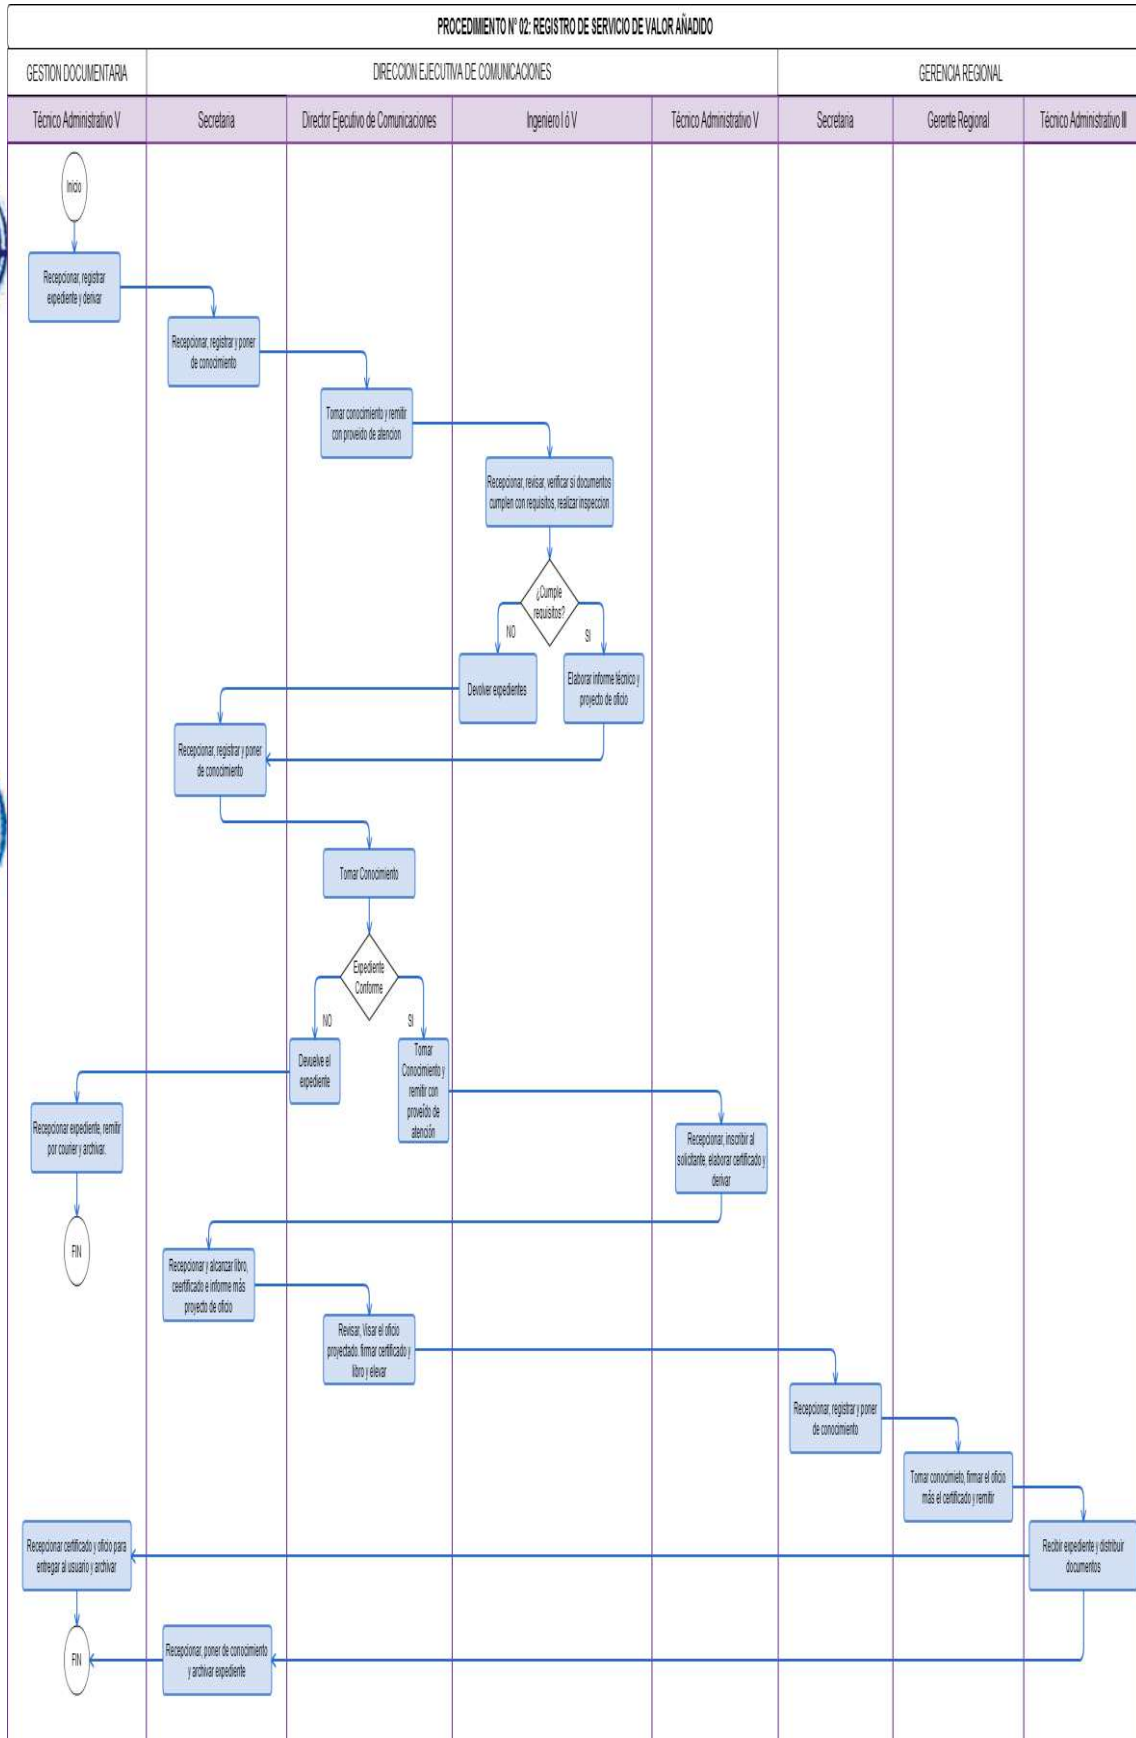 PROCEDIMIENTO N° 02: REGISTRO DE SERVICIO DE VALOR AÑADIDO
GESTION DOCUMENTARIA
DIRECCION EJECUTIVA DE COMUNICACIONES
GERENCIA REGIONAL
Técnico Administrativo V
Secretaria
Director Ejecutivo de Comunicaciones
Ingeniero I ó V
Técnico Administrativo V
Secretaria
Gerente Regional
Técnico Administrativo III
Inicio
Recepcionar, registrar
expediente y derivar
Recepcionar, registrar y poner
de conocimiento
Tomar conocimiento y remitir
con proveido de atencion
Recepcionar, revisar, verificar si documentos
cumplen con requisitos, realizar inspeccion
¿Cumple
requisitos?
NO
SI
Devolver expedientes
Elaborar informe técnico y
proyecto de oficio
Recepcionar, registrar y poner
de conocimiento
Tomar Conocimiento
Expediente
Conforme
NO
SI
Devuelve el
expediente
Tomar
Conocimiento y
remitir con
proveído de
atención
Recepcionar expediente, remitir
por courier y archivar.
Recepcionar, inscribir al
solicitante, elaborar certificado y
derivar
FIN
Recepcionar y alcanzar libro,
ceertificado e informe más
proyecto de oficio
Revisar, Visar el oficio
proyectado. firmar certificado y
libro y elevar
Recepcionar, registrar y poner
de conocimiento
Tomar conocimieto, firmar el oficio
más el certificado y remitir
Recepcionar certificado y oficio para
entregar al usuario y archivar
Recibir expediente y distribuir
documentos
FIN
Recepcionar, poner de conocimiento
y archivar expediente